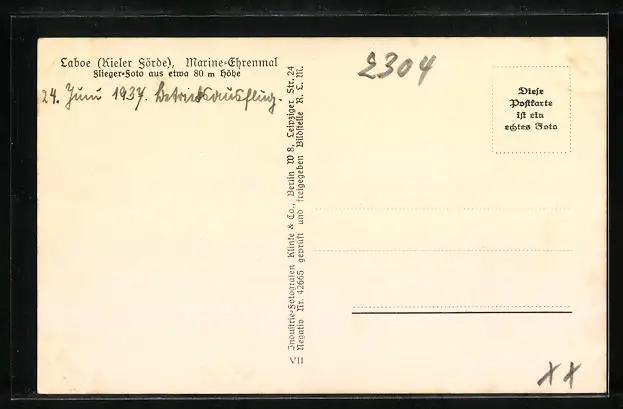 Laboe (Kieler Förde), Marine-Ehrenmal
Flieger-Foto aus etwa 80 m Höhe
24. Juni 1937. Betriebsausflug.
Industrie-Fotografen Klinke & Co., Berlin W 8, Leipziger Str. 24
Negativ Nr. 42665 geprüft und freigegeben Bildstelle R. L. M.
VII
2304
Diese
Postkarte
ist ein
echtes Foto
XX